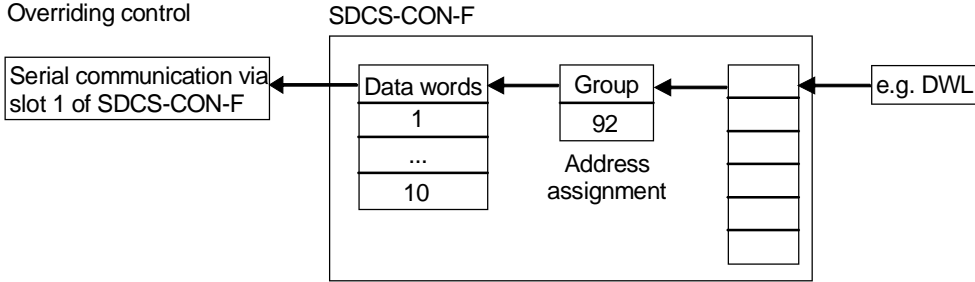 Overriding control
SDCS-CON-F
Serial communication via
slot 1 of SDCS-CON-F
Data words
1
...
10
Group
92
Address
assignment
e.g. DWL